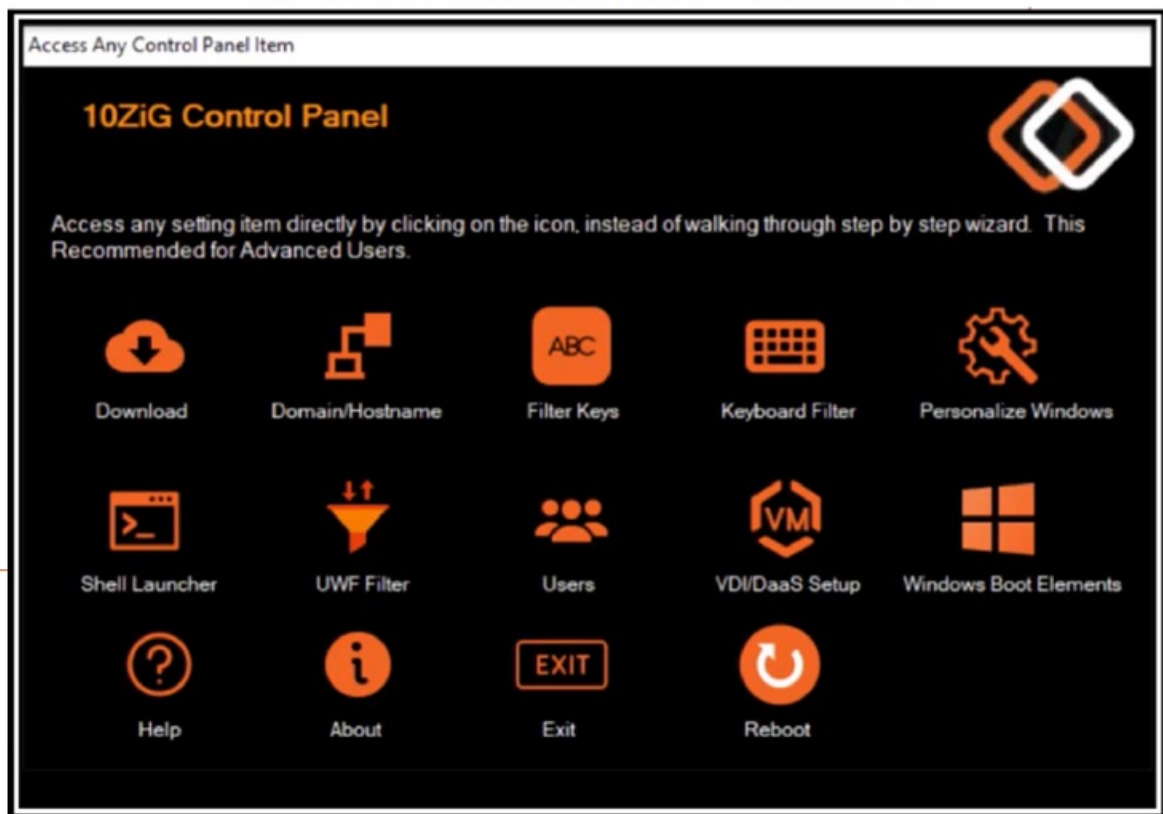 Access Any Control Panel Item
10ZiG Control Panel
Access any setting item directly by clicking on the icon, instead of walking through step by step wizard. This
Recommended for Advanced Users.
ABC
Download Domain/Hostname Filter Keys Keyboard Filter Personalize Windows
>_ VM
Shell Launcher UWF Filter Users VDI/DaaS Setup Windows Boot Elements
? i EXIT
Help About Exit Reboot